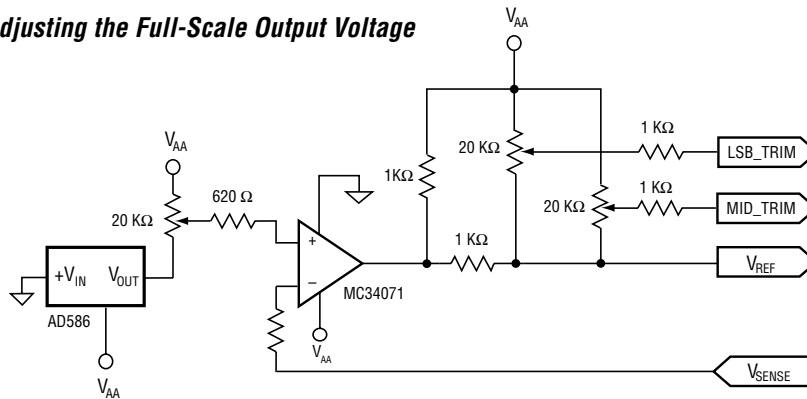 djusting the Full-Scale Output Voltage
VAA
1 KΩ
20 KΩ
LSB_TRIM
VAA
1KΩ
1 KΩ
620 Ω
20 KΩ
MID_TRIM
20 KΩ
+
1 KΩ
+VIN
VOUT
VREF
–
MC34071
AD586
VAA
VAA
VSENSE